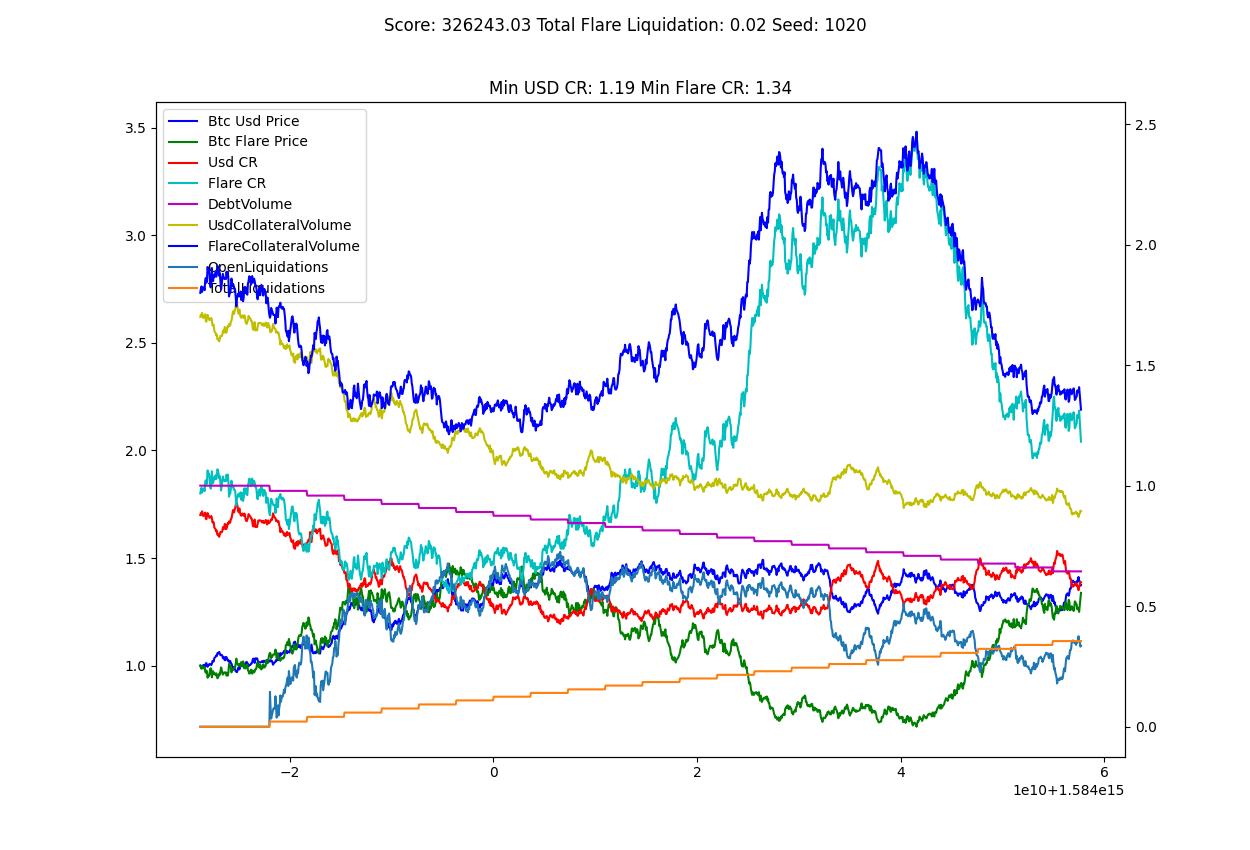 Score: 326243.03 Total Flare Liquidation: 0.02 Seed: 1020
Min USD CR: 1.19 Min Flare CR: 1.34
Btc Usd Price
Btc Flare Price
Usd CR
Flare CR
DebtVolume
UsdCollateralVolume
FlareCollateralVolume
OpenLiquidations
TotalLiquidations
3.5
3.0
2.5
2.0
1.5
1.0
2.5
2.0
1.5
1.0
0.5
0.0
−2
0
2
4
6
1e10+1.584e15